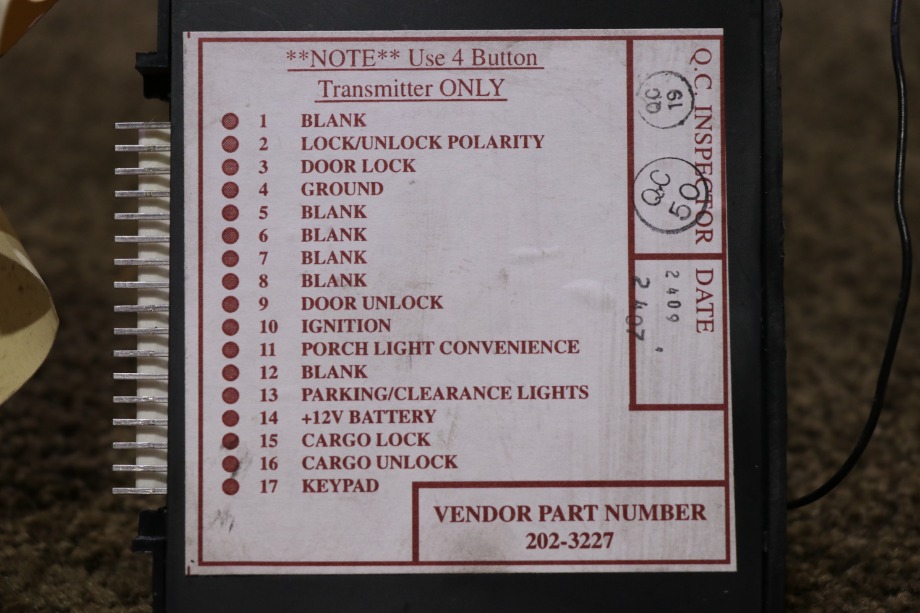 **NOTE** Use 4 Button
Transmitter ONLY
1 BLANK
2 LOCK/UNLOCK POLARITY
3 DOOR LOCK
4 GROUND
5 BLANK
6 BLANK
7 BLANK
8 BLANK
9 DOOR UNLOCK
10 IGNITION
11 PORCH LIGHT CONVENIENCE
12 BLANK
13 PARKING/CLEARANCE LIGHTS
14 +12V BATTERY
15 CARGO LOCK
16 CARGO UNLOCK
17 KEYPAD
VENDOR PART NUMBER
202-3227
Q.C. INSPECTOR
19
QC
50
QC
DATE
2409
2407